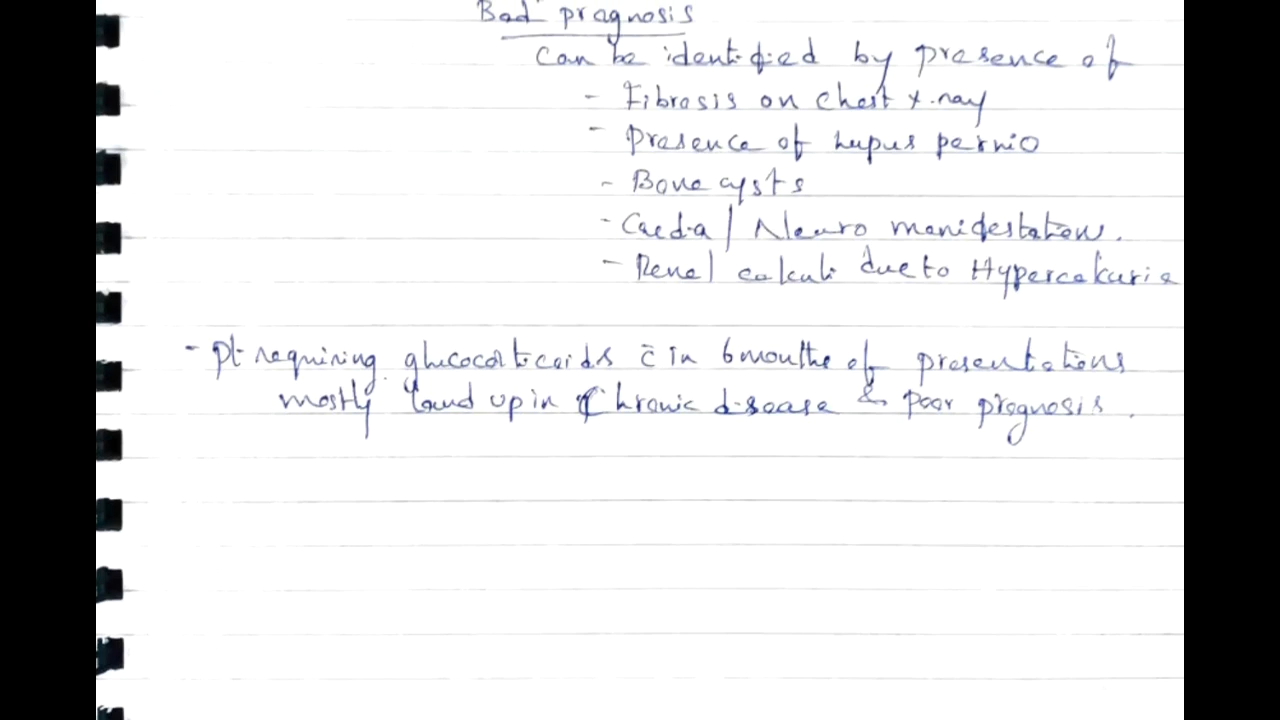 Bad prognosis
can be identified by presence of
- Fibrosis on chest x.ray
- Presence of lupus pernio
- Bone cysts
- Cardia / Neuro manifestation.
- Renal calculi due to Hypercalcuria
- Pt requiring glucocorticoids c̄ in 6 months of presentations
mostly land up in Chronic disease & poor prognosis.